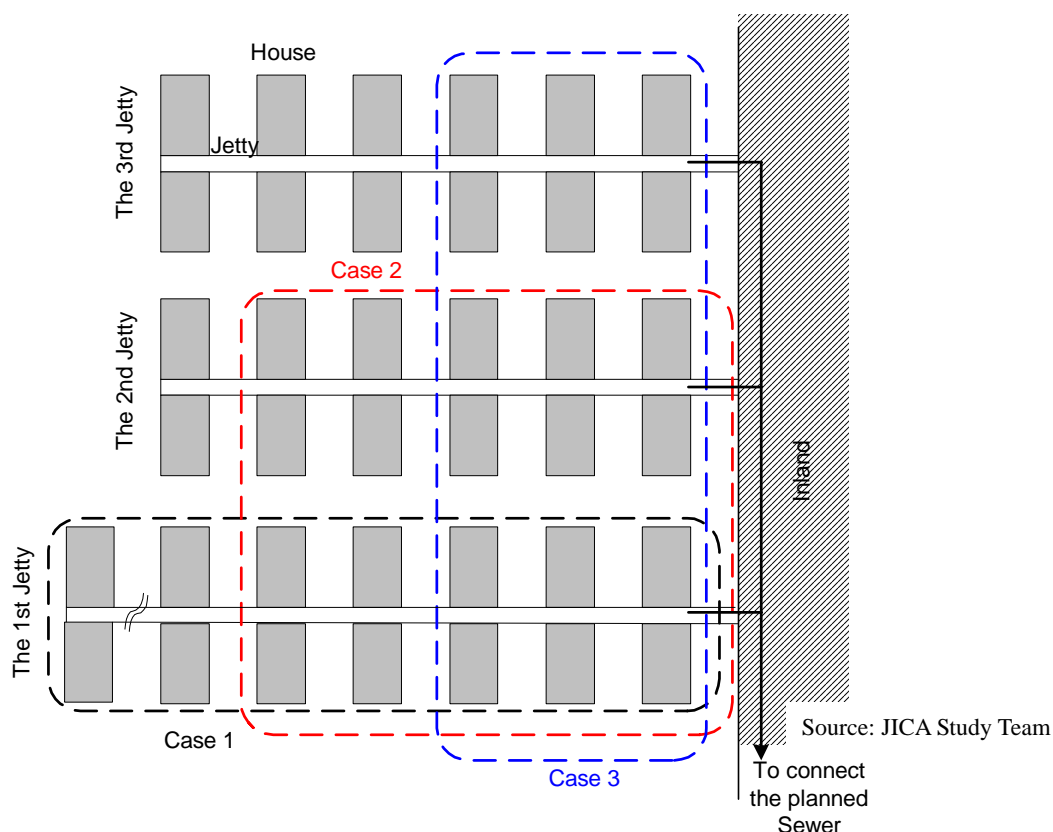 House
The 3rd Jetty
Jetty
Case 2
The 2nd Jetty
Inland
The 1st Jetty
Case 1
Source: JICA Study Team
Case 3
To connect
the planned
Sewer